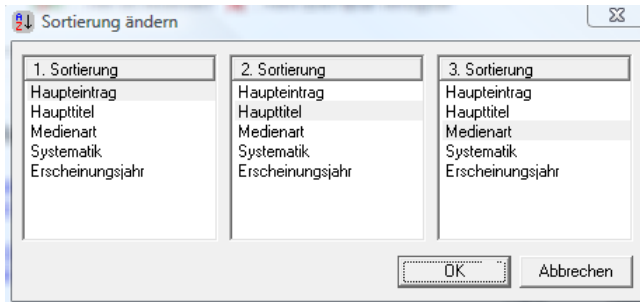 Sortierung ändern
1. Sortierung
Haupteintrag
Haupttitel
Medienart
Systematik
Erscheinungsjahr
2. Sortierung
Haupteintrag
Haupttitel
Medienart
Systematik
Erscheinungsjahr
3. Sortierung
Haupteintrag
Haupttitel
Medienart
Systematik
Erscheinungsjahr
OK
Abbrechen